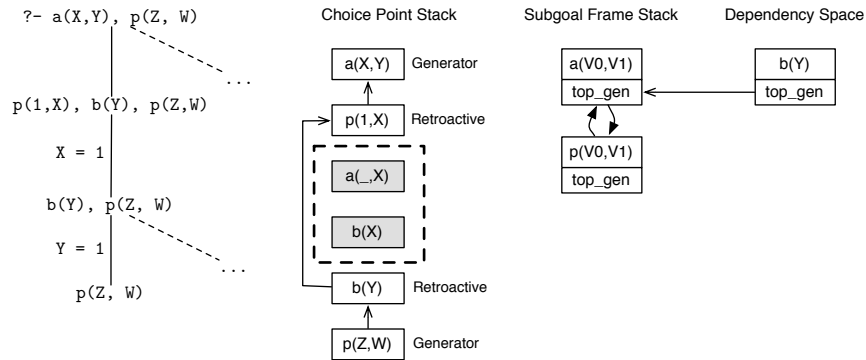 ?- a(X,Y), p(Z, W)
...
p(1,X), b(Y), p(Z,W)
X = 1
b(Y), p(Z, W)
Y = 1
...
p(Z, W)
Choice Point Stack
a(X,Y) Generator
p(1,X) Retroactive
a(_,X)
b(X)
b(Y) Retroactive
p(Z,W) Generator
Subgoal Frame Stack
a(V0,V1)
top_gen
p(V0,V1)
top_gen
Dependency Space
b(Y)
top_gen